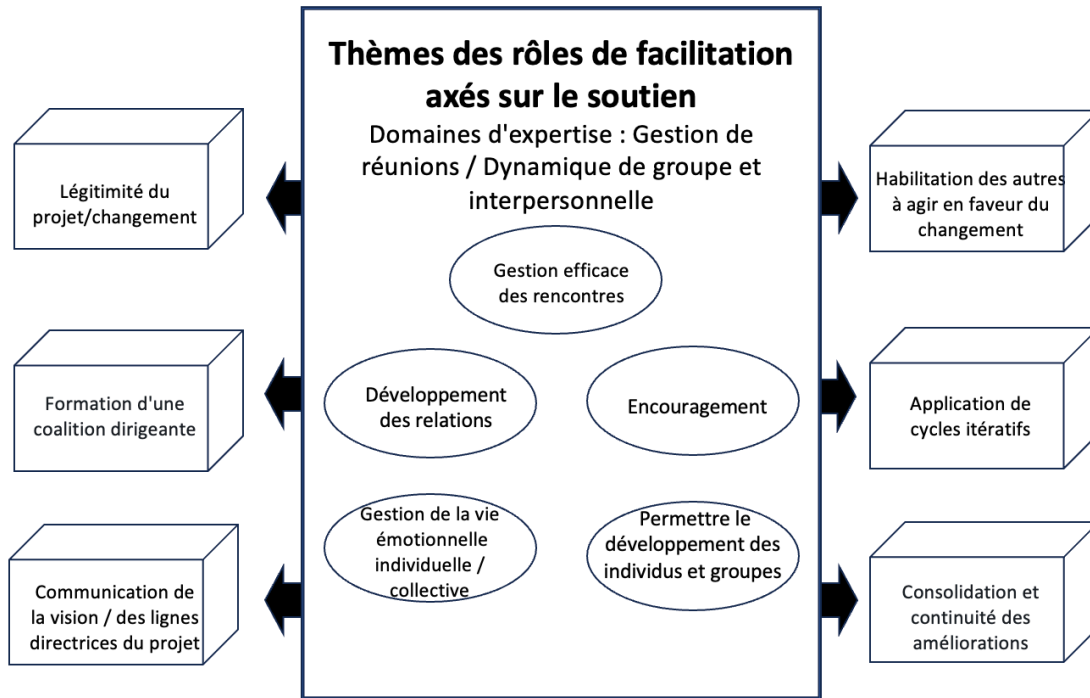 Thèmes des rôles de facilitation
axés sur le soutien
Domaines d'expertise : Gestion de
réunions / Dynamique de groupe et
interpersonnelle
Légitimité du
projet/changement
Formation d'une
coalition dirigeante
Communication de
la vision / des lignes
directrices du projet
Gestion efficace
des rencontres
Développement
des relations
Encouragement
Gestion de la vie
émotionnelle
individuelle /
collective
Permettre le
développement des
individus et groupes
Habilitation des autres
à agir en faveur du
changement
Application de
cycles itératifs
Consolidation et
continuité des
améliorations